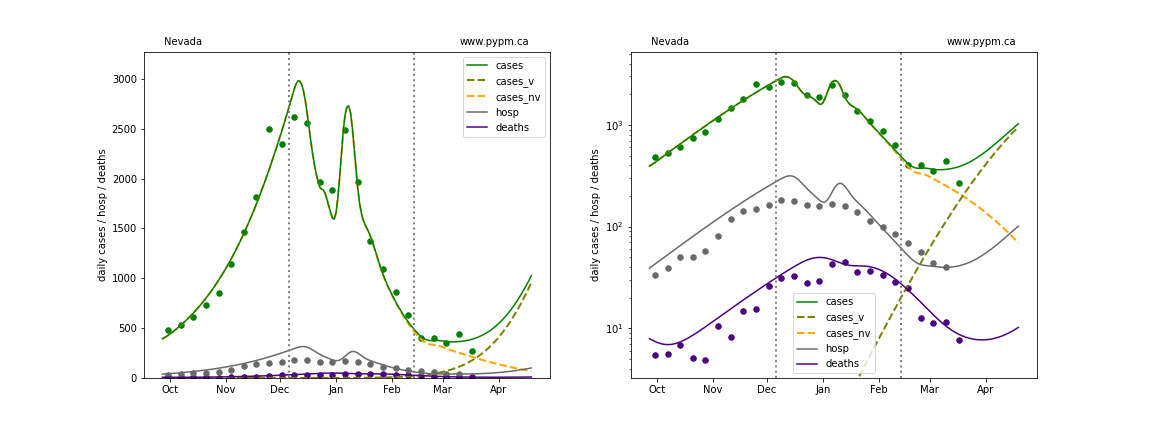 Nevada
www.pypm.ca
daily cases / hosp / deaths
3000
2500
2000
1500
1000
500
0
Oct
Nov
Dec
Jan
Feb
Mar
Apr
cases
cases_v
cases_nv
hosp
deaths
Nevada
www.pypm.ca
daily cases / hosp / deaths
10³
10²
10¹
Oct
Nov
Dec
Jan
Feb
Mar
Apr
cases
cases_v
cases_nv
hosp
deaths